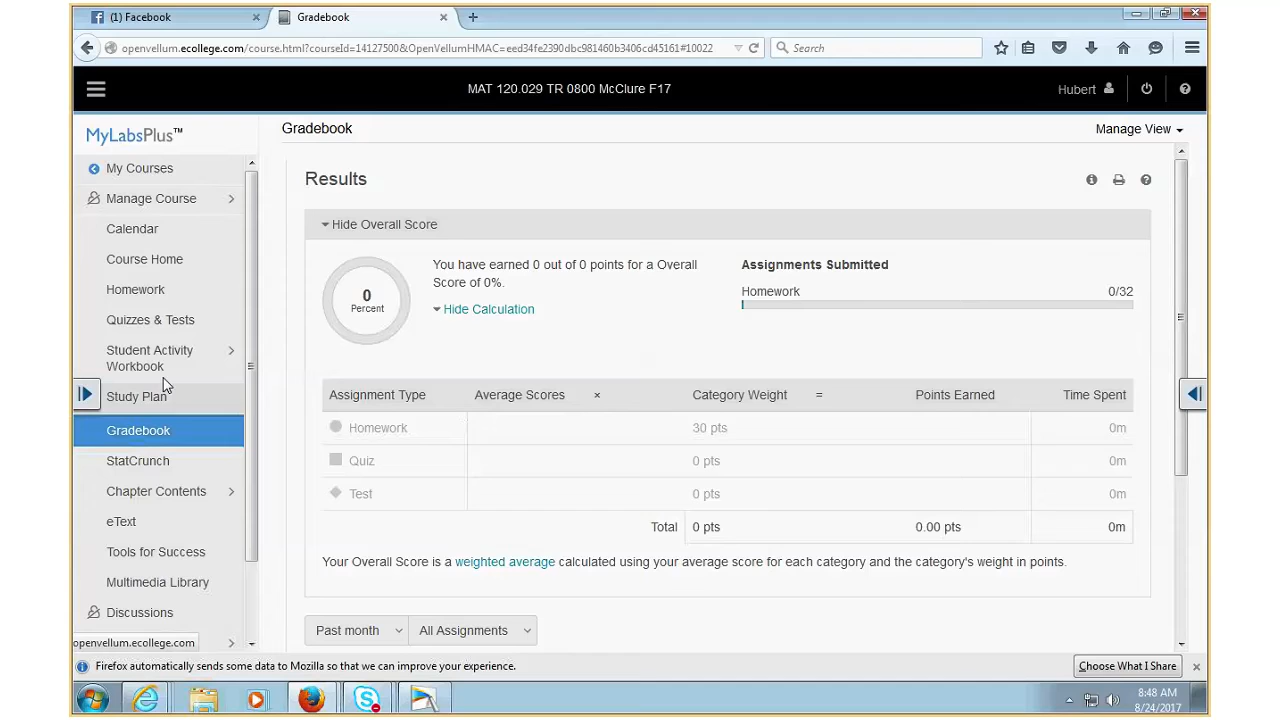 (1) Facebook
Gradebook
openvellum.ecollege.com/course.html?courseId=14127500&OpenVellumHMAC=eed34fe2390dbc981460b3406cd45161#10022
Search
MAT 120.029 TR 0800 McClure F17
Hubert
MyLabsPlus™
My Courses
Manage Course
Calendar
Course Home
Homework
Quizzes & Tests
Student Activity
Workbook
Study Plan
Gradebook
StatCrunch
Chapter Contents
eText
Tools for Success
Multimedia Library
Discussions
openvellum.ecollege.com
Gradebook
Manage View
Results
Hide Overall Score
0
Percent
You have earned 0 out of 0 points for a Overall
Score of 0%.
Hide Calculation
Assignments Submitted
Homework 0/32
Assignment Type Average Scores × Category Weight = Points Earned Time Spent
Homework 30 pts 0m
Quiz 0 pts 0m
Test 0 pts 0m
Total 0 pts 0.00 pts 0m
Your Overall Score is a weighted average calculated using your average score for each category and the category's weight in points.
Past month All Assignments
Firefox automatically sends some data to Mozilla so that we can improve your experience.
Choose What I Share
8:48 AM
8/24/2017